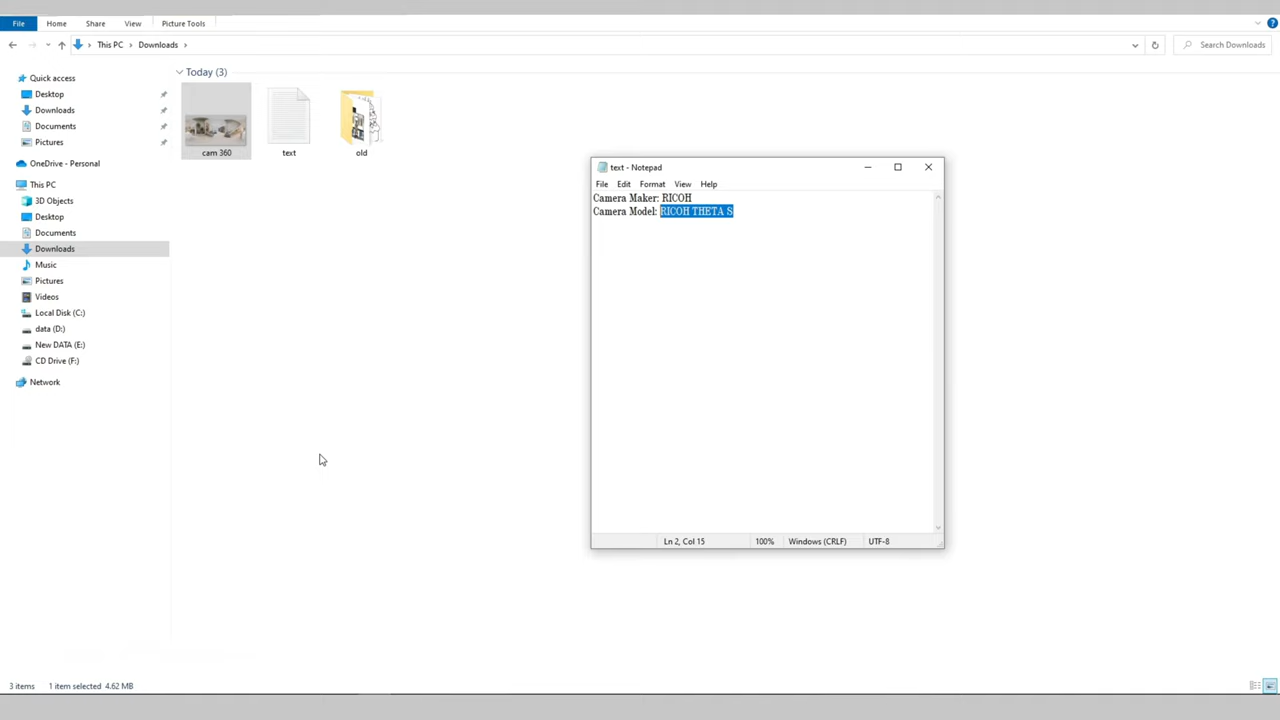 File Home Share View Picture Tools
This PC Downloads Search Downloads
Today (3)
Quick access
Desktop
Downloads
Documents
Pictures
OneDrive - Personal
This PC
3D Objects
Desktop
Documents
Downloads
Music
Pictures
Videos
Local Disk (C:)
data (D:)
New DATA (E:)
CD Drive (F:)
Network
cam 360 text old
text - Notepad
File Edit Format View Help
Camera Maker: RICOH
Camera Model: RICOH THETA S
Ln 2, Col 15 100% Windows (CRLF) UTF-8
3 items 1 item selected 4.62 MB